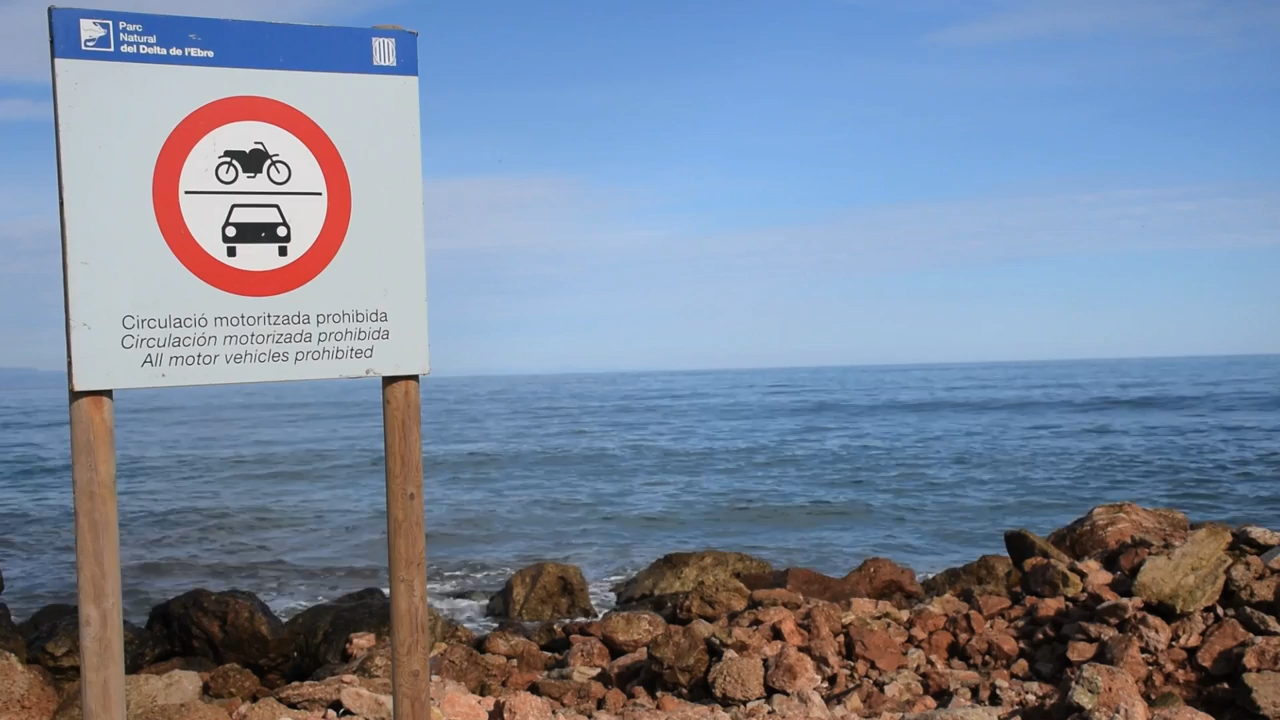 Parc
Natural
del Delta de l'Ebre
Circulació motoritzada prohibida
Circulación motorizada prohibida
All motor vehicles prohibited